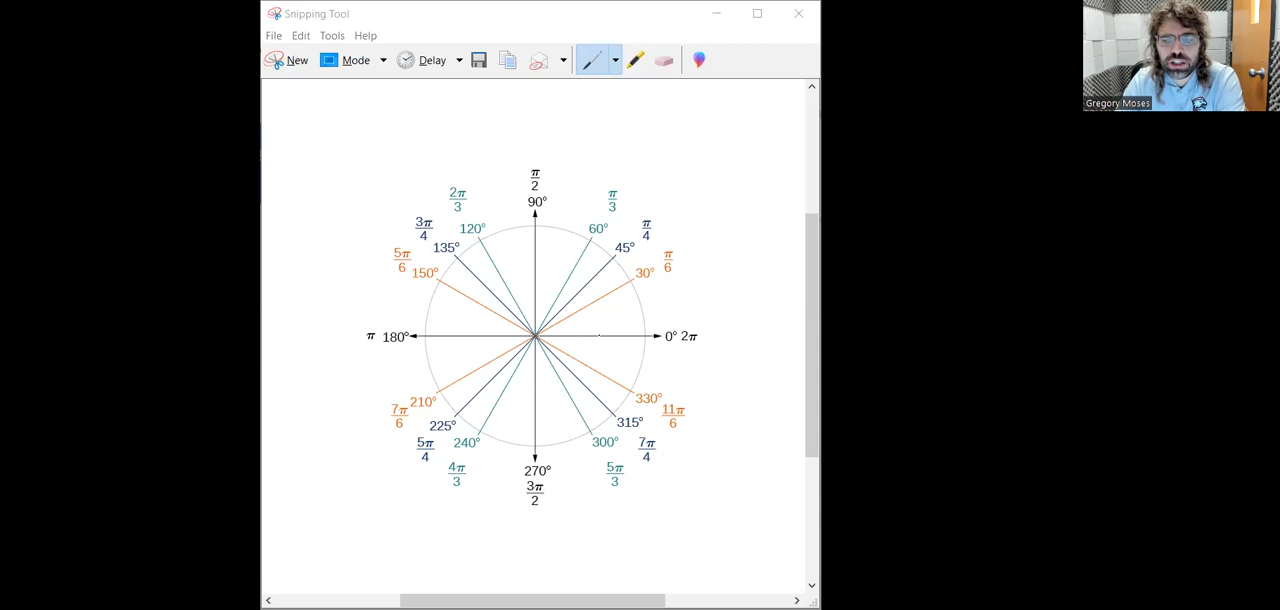 Snipping Tool
File Edit Tools Help
New Mode Delay
Gregory Moses
π/2
90°
2π/3
120°
π/3
60°
3π/4
135°
π/4
45°
5π/6
150°
π/6
30°
π 180°
0° 2π
7π/6
210°
330°
11π/6
225°
5π/4
315°
7π/4
240°
4π/3
300°
5π/3
270°
3π/2